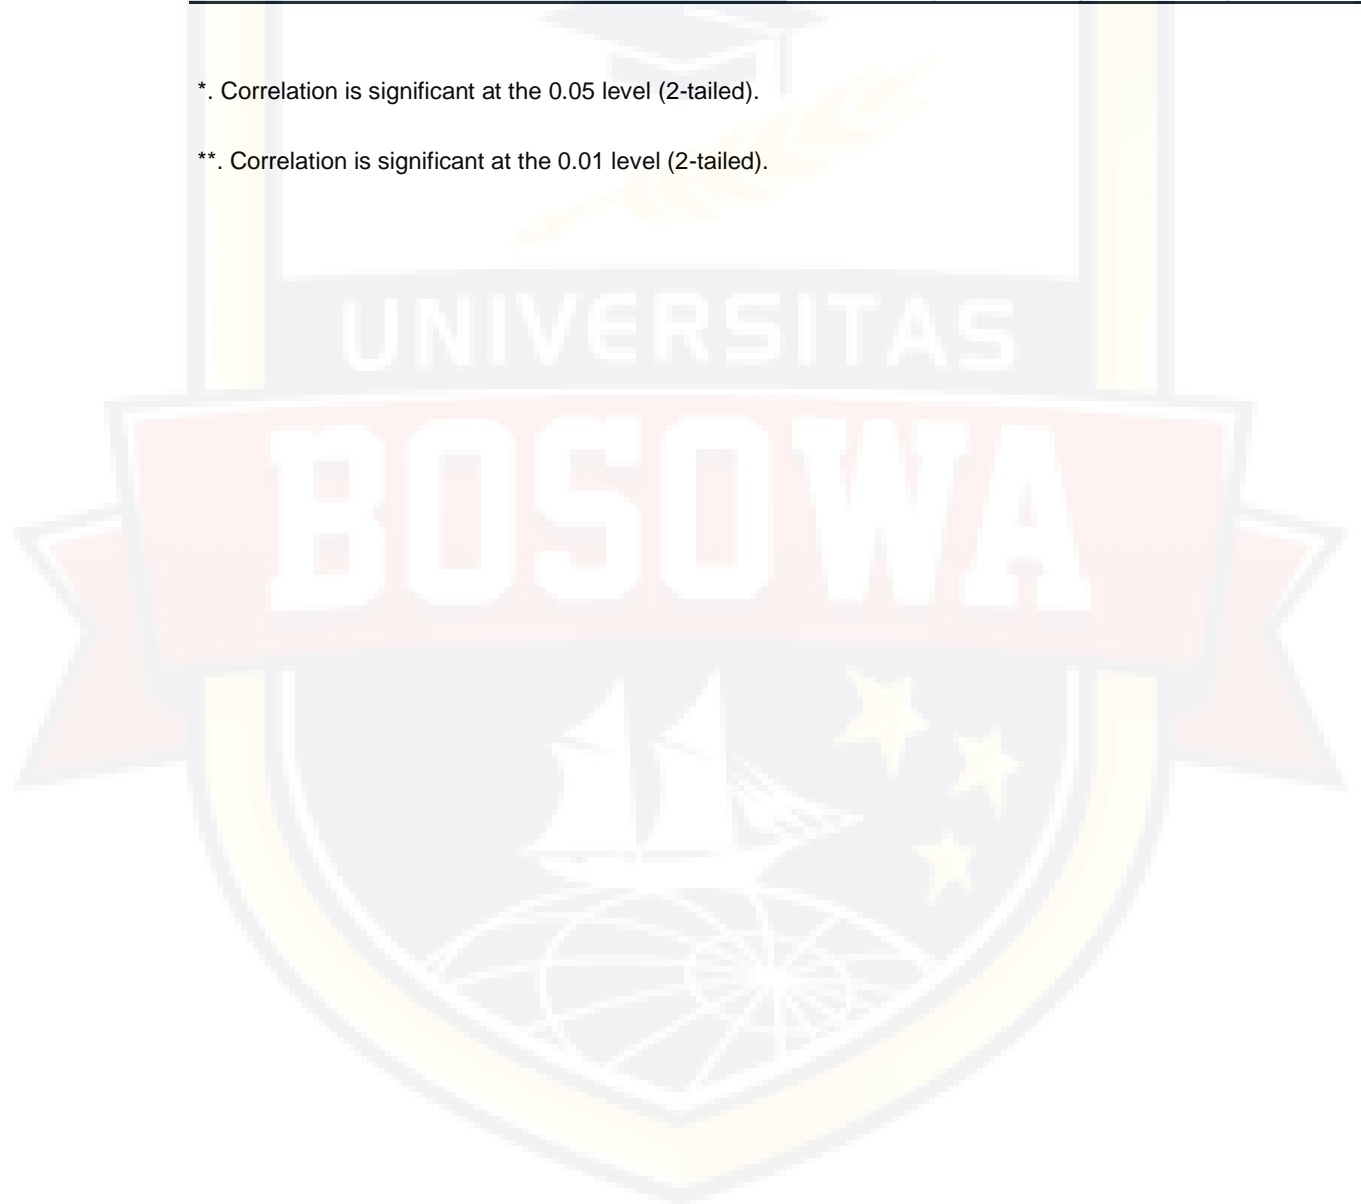 *. Correlation is significant at the 0.05 level (2-tailed).
**. Correlation is significant at the 0.01 level (2-tailed).
UNIVERSITAS
BOSOWA